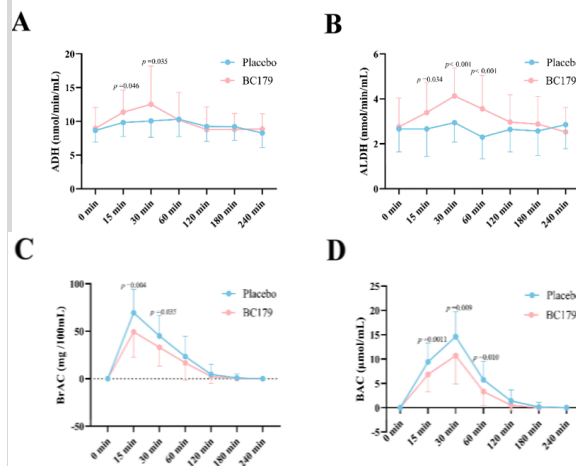 A
ADH (nmol/min/mL)
20
15
10
5
0
p =0.046
p =0.035
Placebo
BC179
0 min
15 min
30 min
60 min
120 min
180 min
240 min
B
ALDH (nmol/min/mL)
6
4
2
0
p =0.034
p < 0.001
p < 0.001
Placebo
BC179
0 min
15 min
30 min
60 min
120 min
180 min
240 min
C
BrAC (mg /100mL)
100
50
0
-50
p =0.004
p =0.035
Placebo
BC179
0 min
15 min
30 min
60 min
120 min
180 min
240 min
D
BAC (μmol/mL)
25
20
15
10
5
0
-5
p =0.0011
p =0.009
p =0.010
Placebo
BC179
0 min
15 min
30 min
60 min
120 min
180 min
240 min